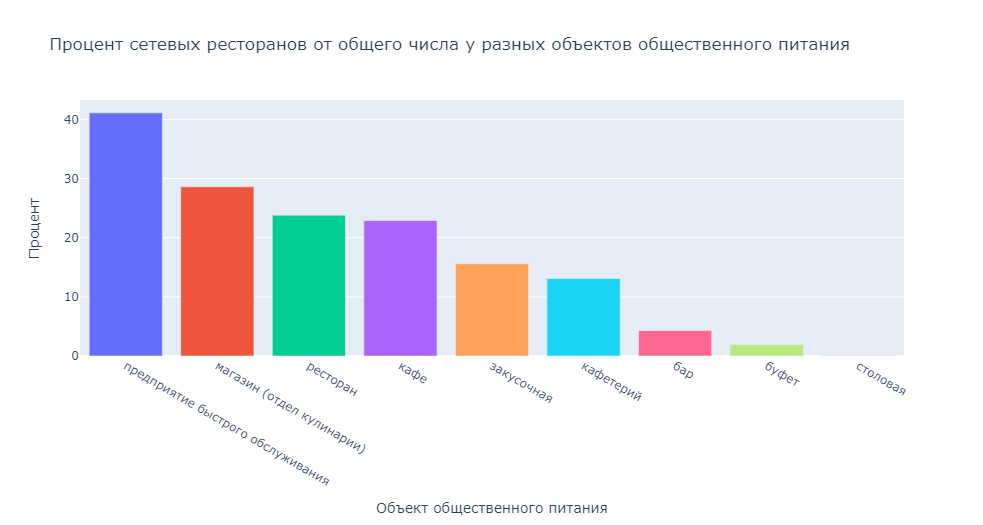 Процент сетевых ресторанов от общего числа у разных объектов общественного питания
Процент
40
30
20
10
0
предприятие быстрого обслуживания
магазин (отдел кулинарии)
ресторан
кафе
закусочная
кафетерий
бар
буфет
столовая
Объект общественного питания